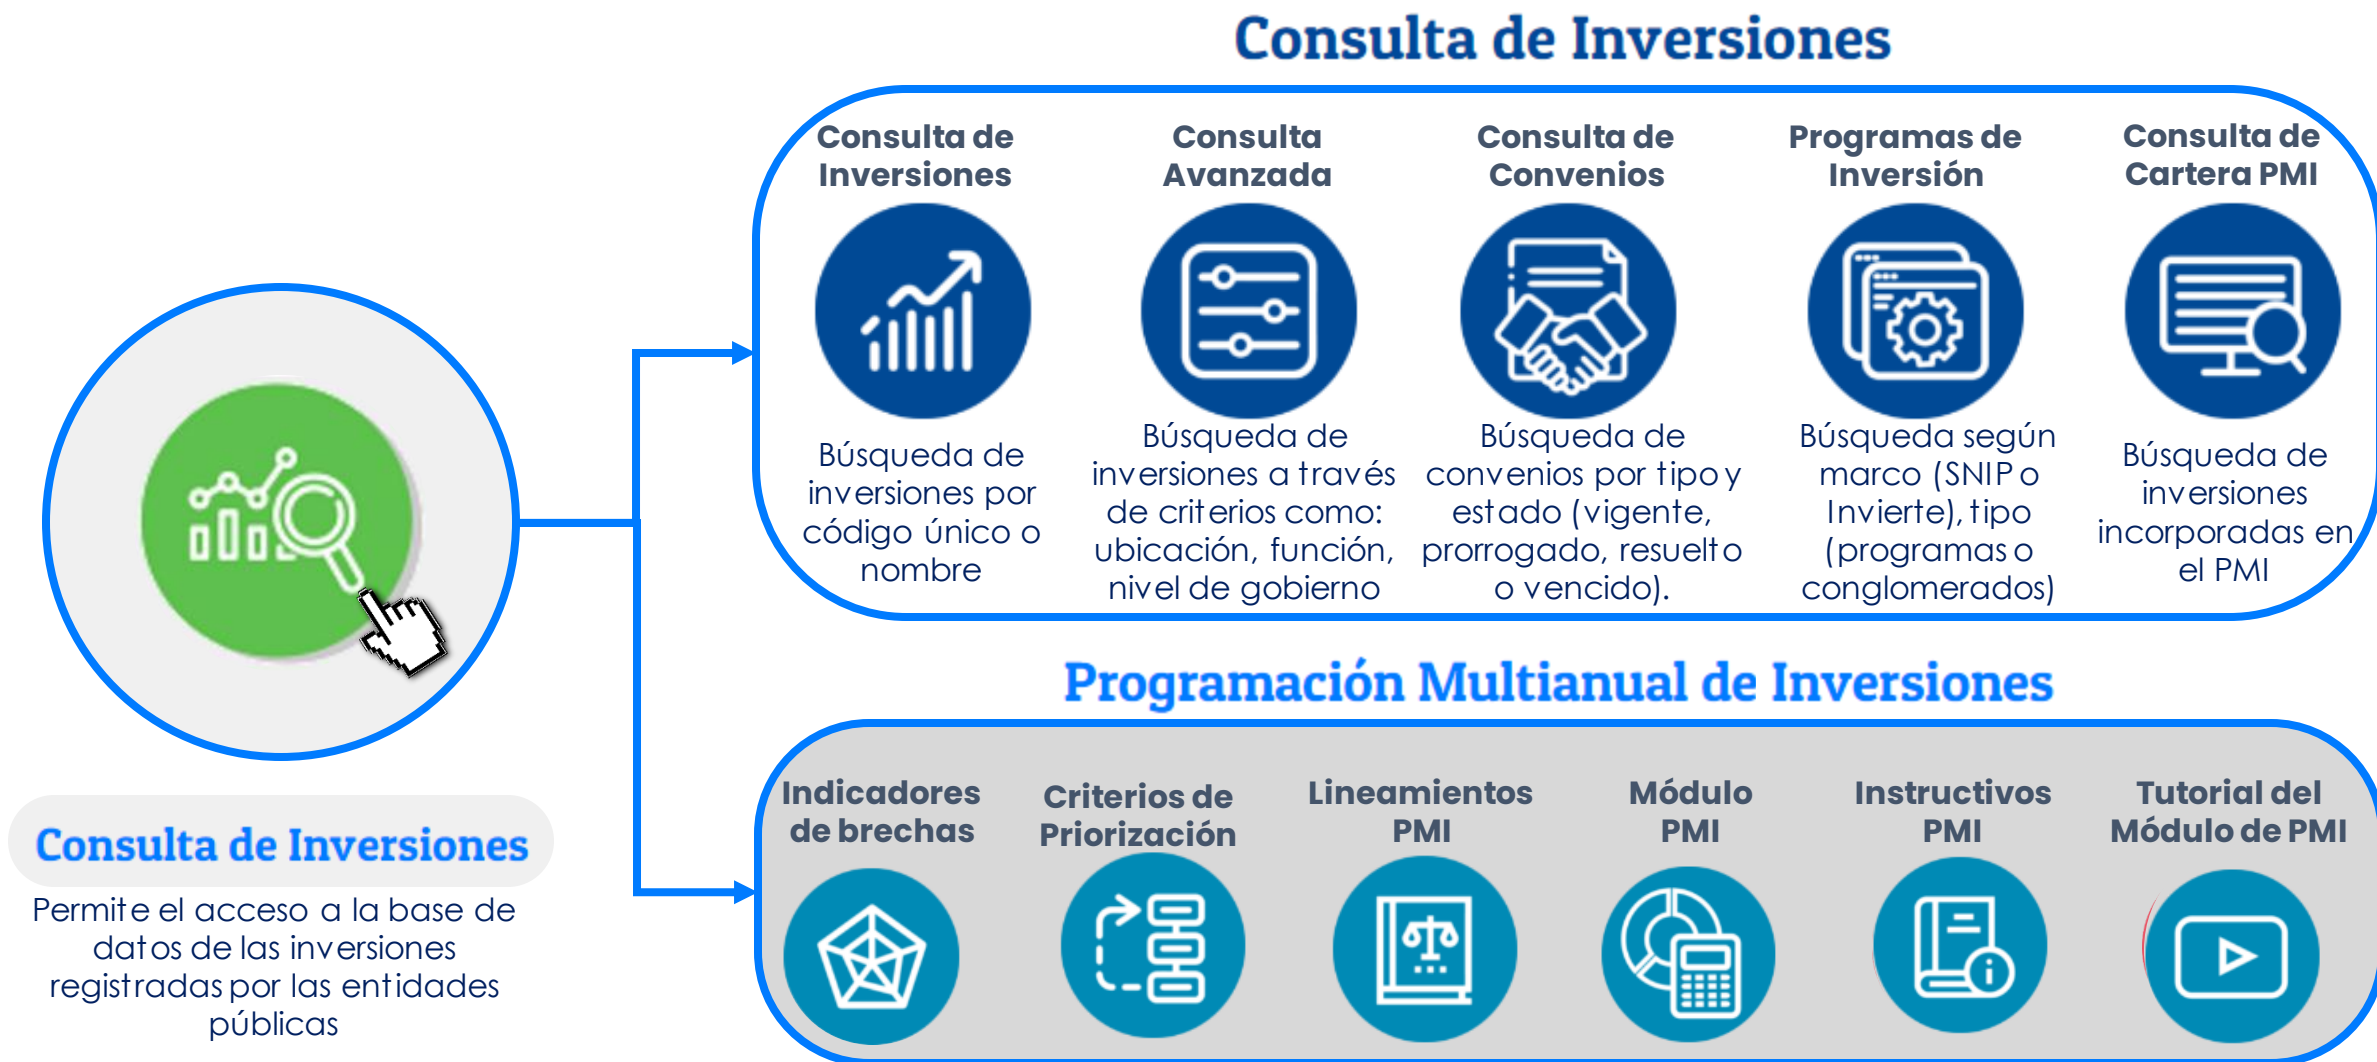 Consulta de Inversiones
Permite el acceso a la base de
datos de las inversiones
registradas por las entidades
públicas
Consulta de Inversiones
Consulta de
Inversiones
Búsqueda de
inversiones por
código único o
nombre
Consulta
Avanzada
Búsqueda de
inversiones a través
de criterios como:
ubicación, función,
nivel de gobierno
Consulta de
Convenios
Búsqueda de
convenios por tipo y
estado (vigente,
prorrogado, resuelto
o vencido).
Programas de
Inversión
Búsqueda según
marco (SNIP o
Invierte), tipo
(programas o
conglomerados)
Consulta de
Cartera PMI
Búsqueda de
inversiones
incorporadas en
el PMI
Programación Multianual de Inversiones
Indicadores
de brechas
Criterios de
Priorización
Lineamientos
PMI
Módulo
PMI
Instructivos
PMI
Tutorial del
Módulo de PMI